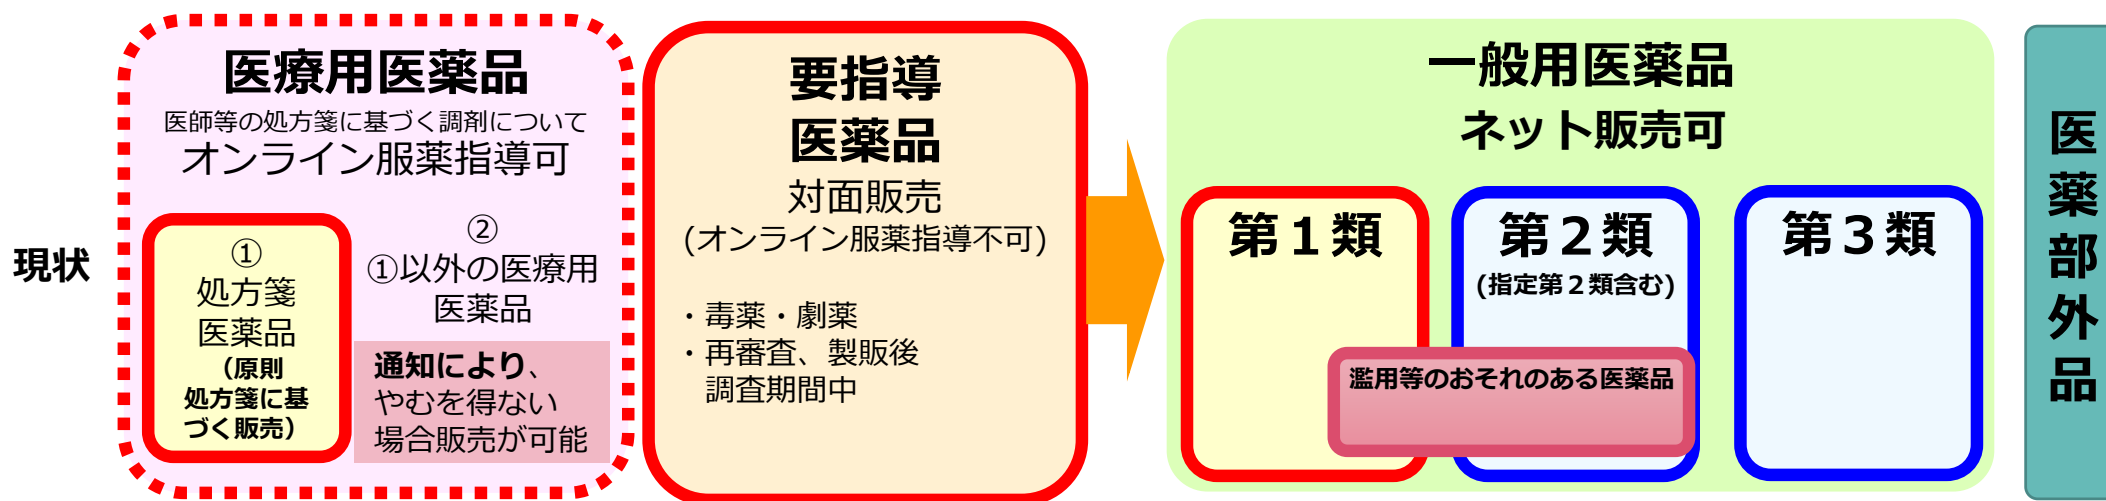 現状
医療用医薬品
医師等の処方箋に基づく調剤について
オンライン服薬指導可
①
処方箋
医薬品
（原則
処方箋に基
づく販売）
②
①以外の医療用
医薬品
通知により、
やむを得ない
場合販売が可能
要指導
医薬品
対面販売
(オンライン服薬指導不可)
・毒薬・劇薬
・再審査、製販後
調査期間中
一般用医薬品
ネット販売可
第１類
第２類
(指定第２類含む)
第３類
濫用等のおそれのある医薬品
医薬部外品